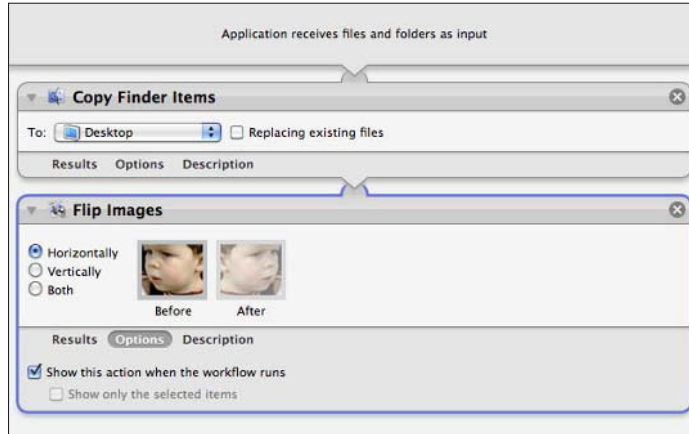 Application receives files and folders as input
Copy Finder Items
To: Desktop Replacing existing files
Results Options Description
Flip Images
Horizontally
Vertically
Both
Before After
Results Options Description
Show this action when the workflow runs
Show only the selected items